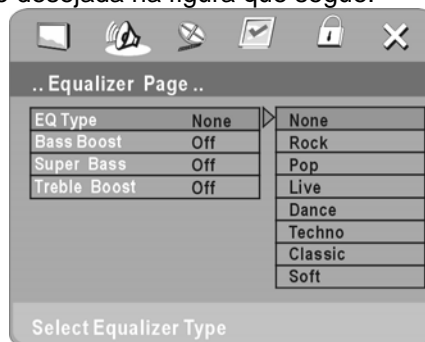 desejada na figura que segue.
.. Equalizer Page ..
EQ Type None None
Bass Boost Off Rock
Super Bass Off Pop
Treble Boost Off Live
Dance
Techno
Classic
Soft
Select Equalizer Type